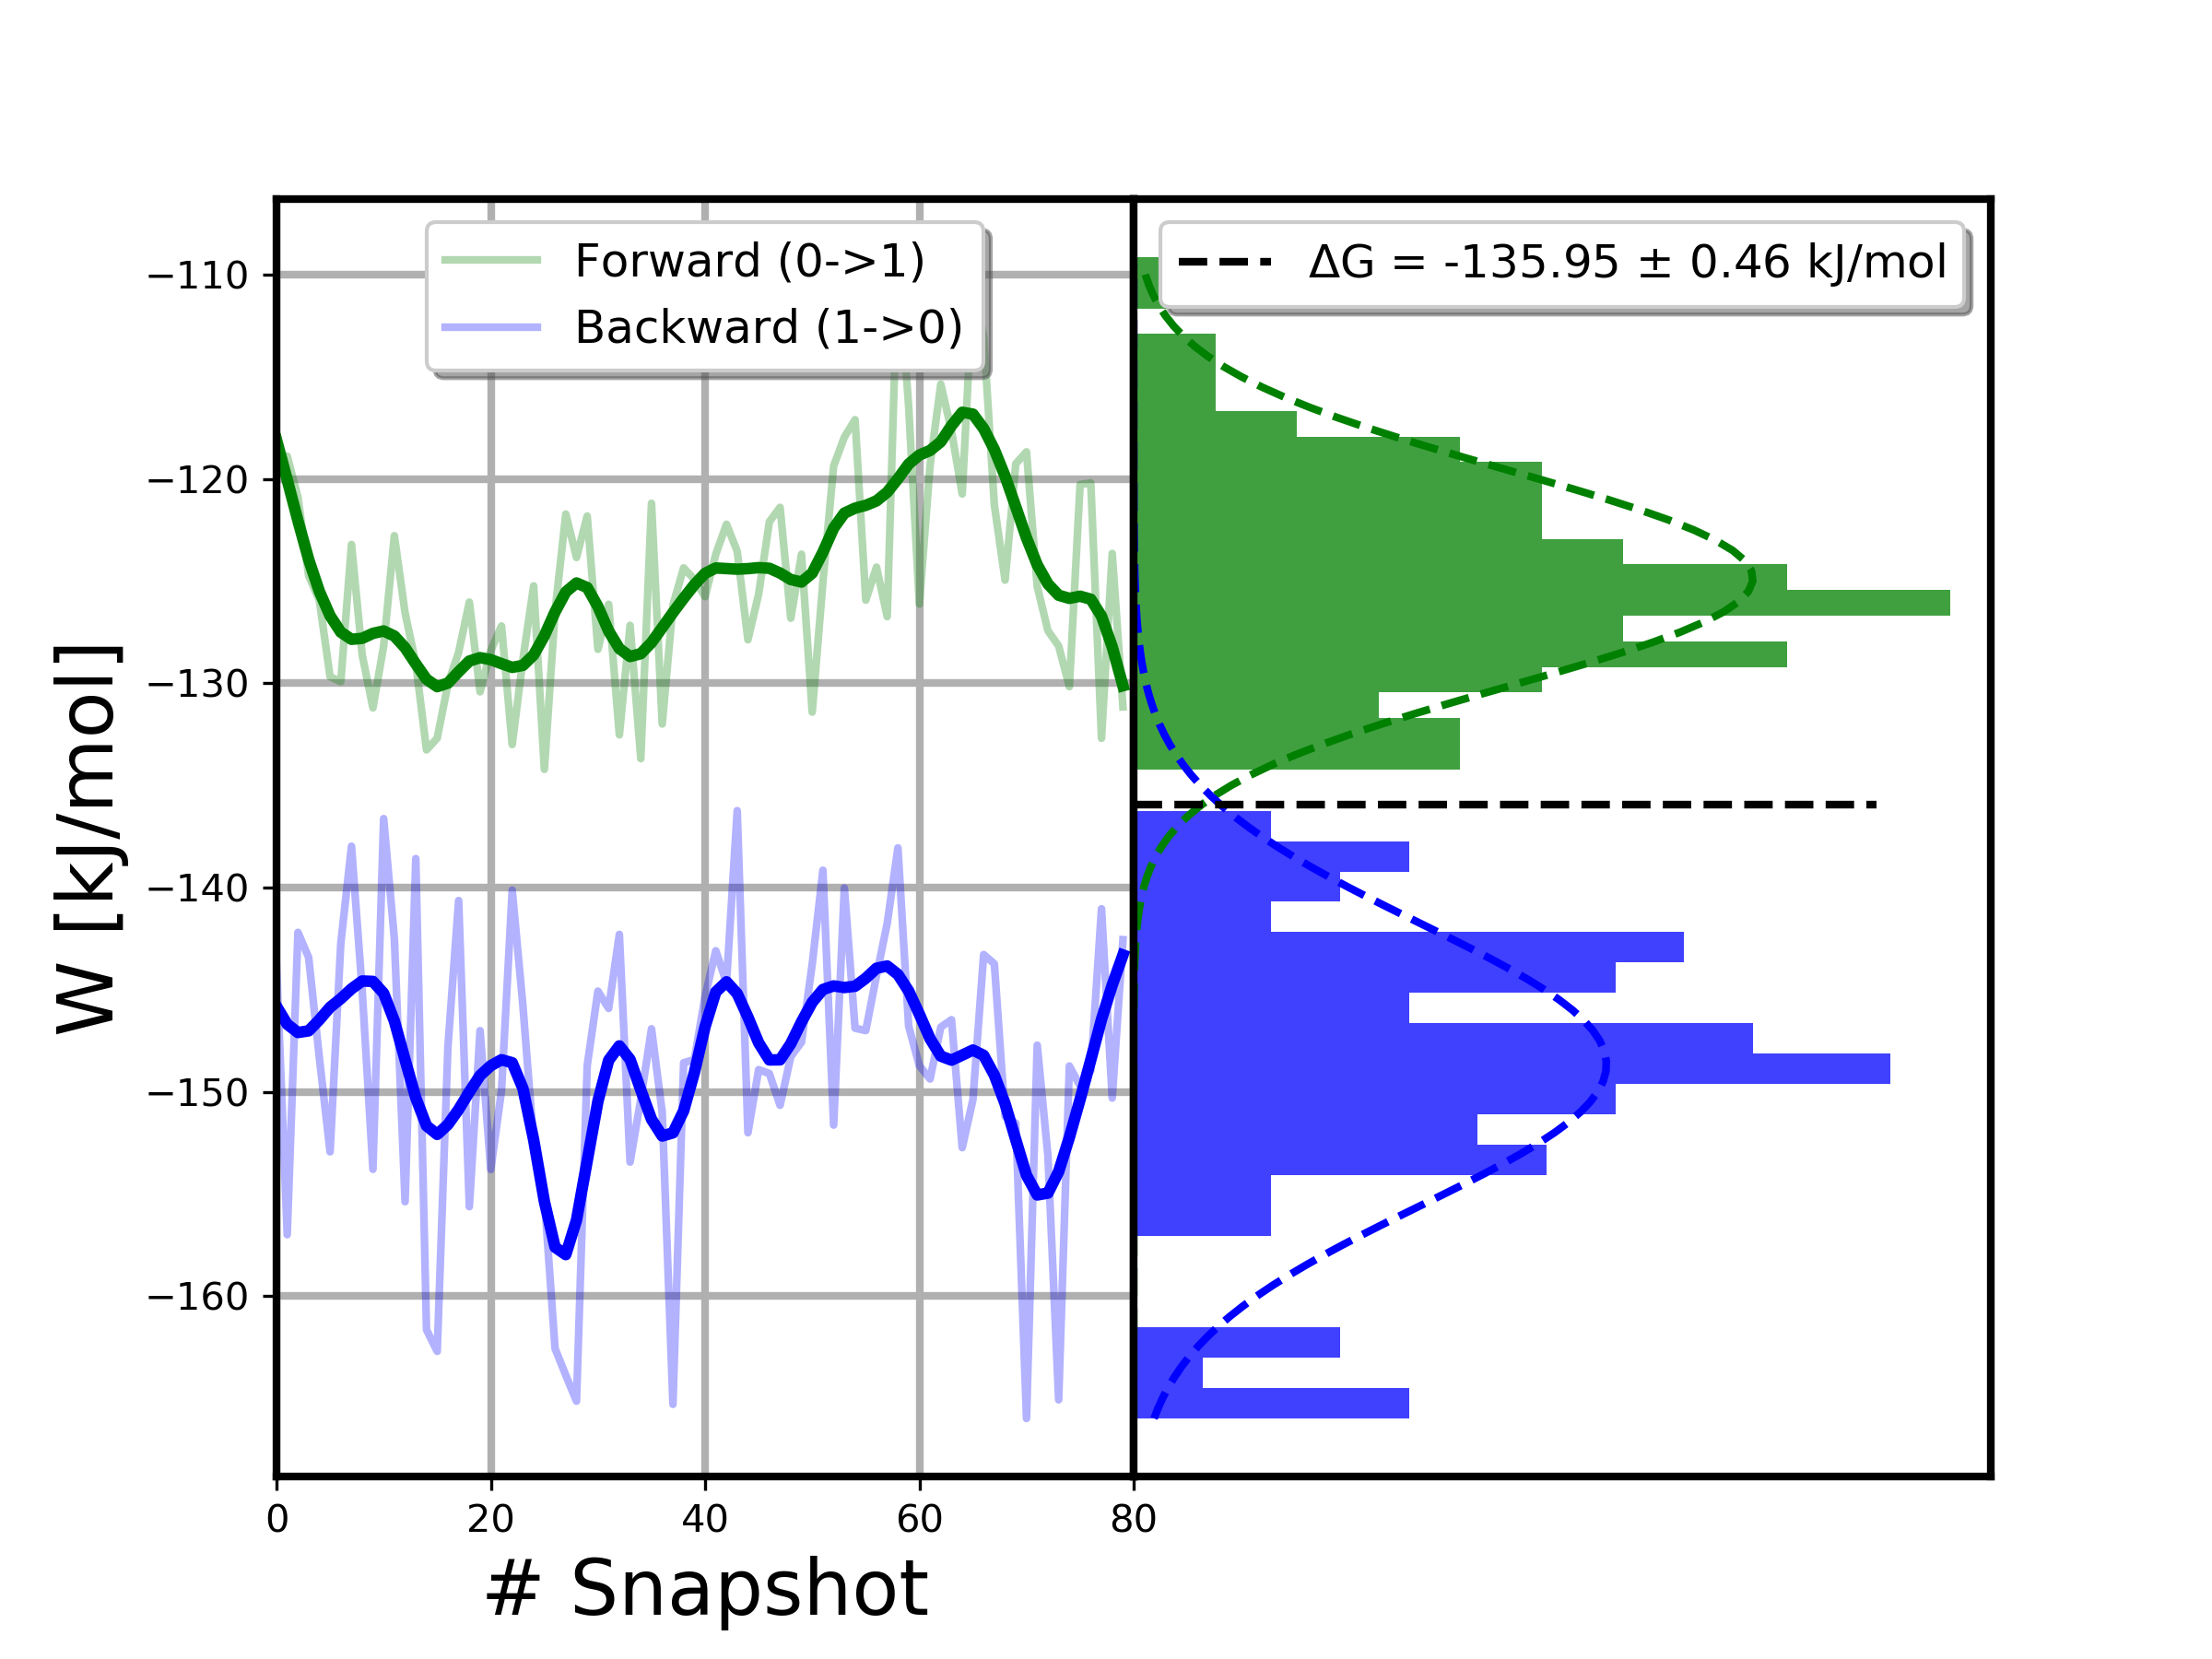 Forward (0->1)
Backward (1->0)
ΔG = -135.95 ± 0.46 kJ/mol
W [kJ/mol]
−110
−120
−130
−140
−150
−160
0 20 40 60 80
# Snapshot